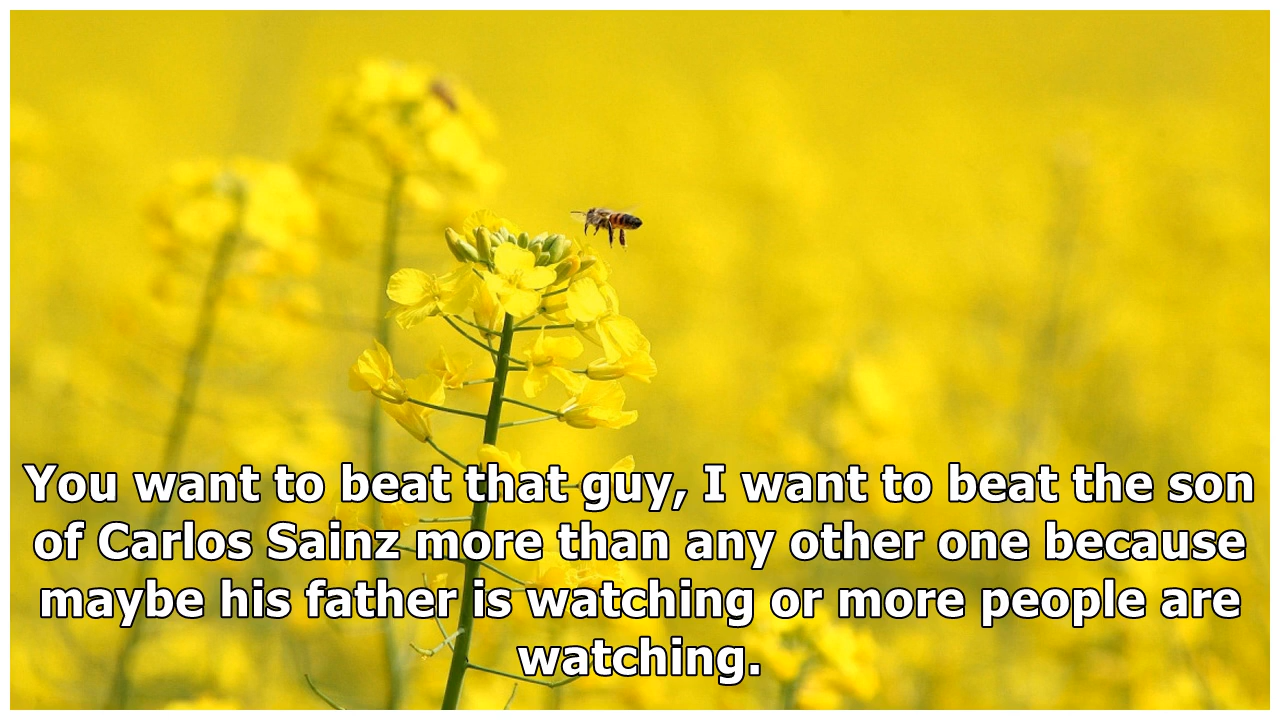 You want to beat that guy, I want to beat the son
of Carlos Sainz more than any other one because
maybe his father is watching or more people are
watching.